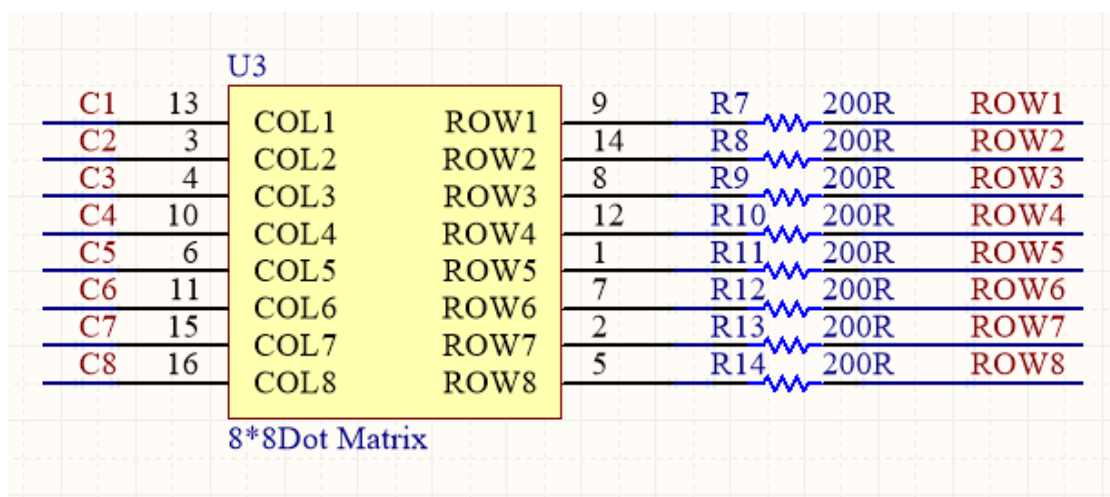 U3
C1 13 COL1 ROW1 9 R7 200R ROW1
C2 3 COL2 ROW2 14 R8 200R ROW2
C3 4 COL3 ROW3 8 R9 200R ROW3
C4 10 COL4 ROW4 12 R10 200R ROW4
C5 6 COL5 ROW5 1 R11 200R ROW5
C6 11 COL6 ROW6 7 R12 200R ROW6
C7 15 COL7 ROW7 2 R13 200R ROW7
C8 16 COL8 ROW8 5 R14 200R ROW8
8*8Dot Matrix